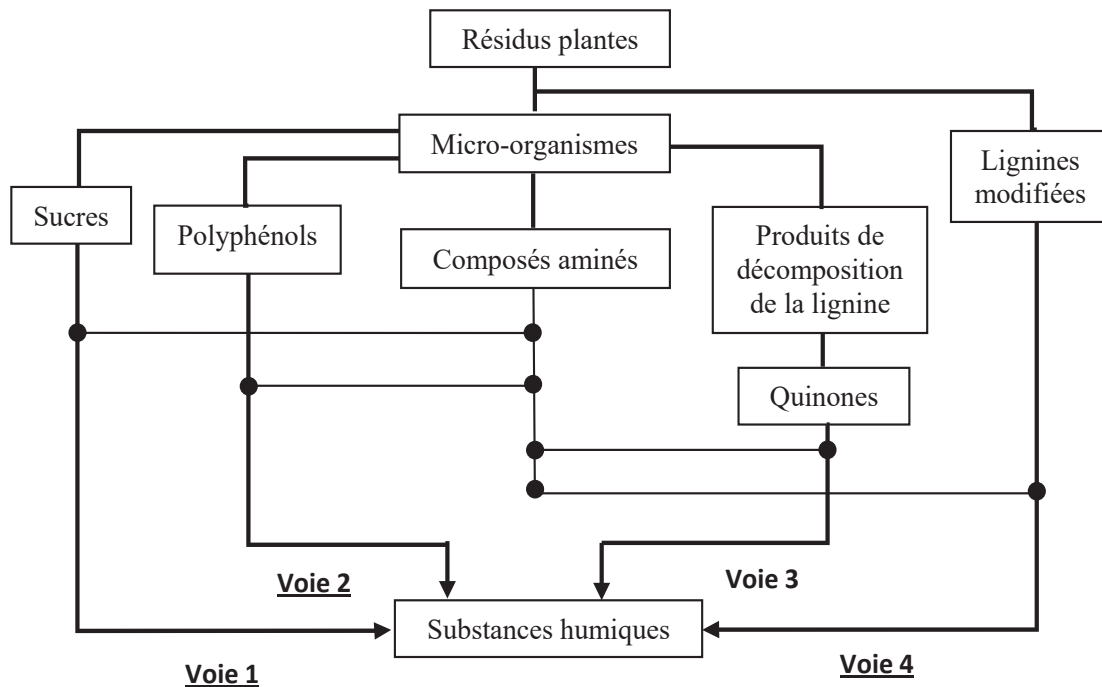 Résidus plantes
Micro-organismes
Lignines
modifiées
Sucres
Polyphénols
Composés aminés
Produits de
décomposition
de la lignine
Quinones
Voie 2
Voie 3
Substances humiques
Voie 1
Voie 4